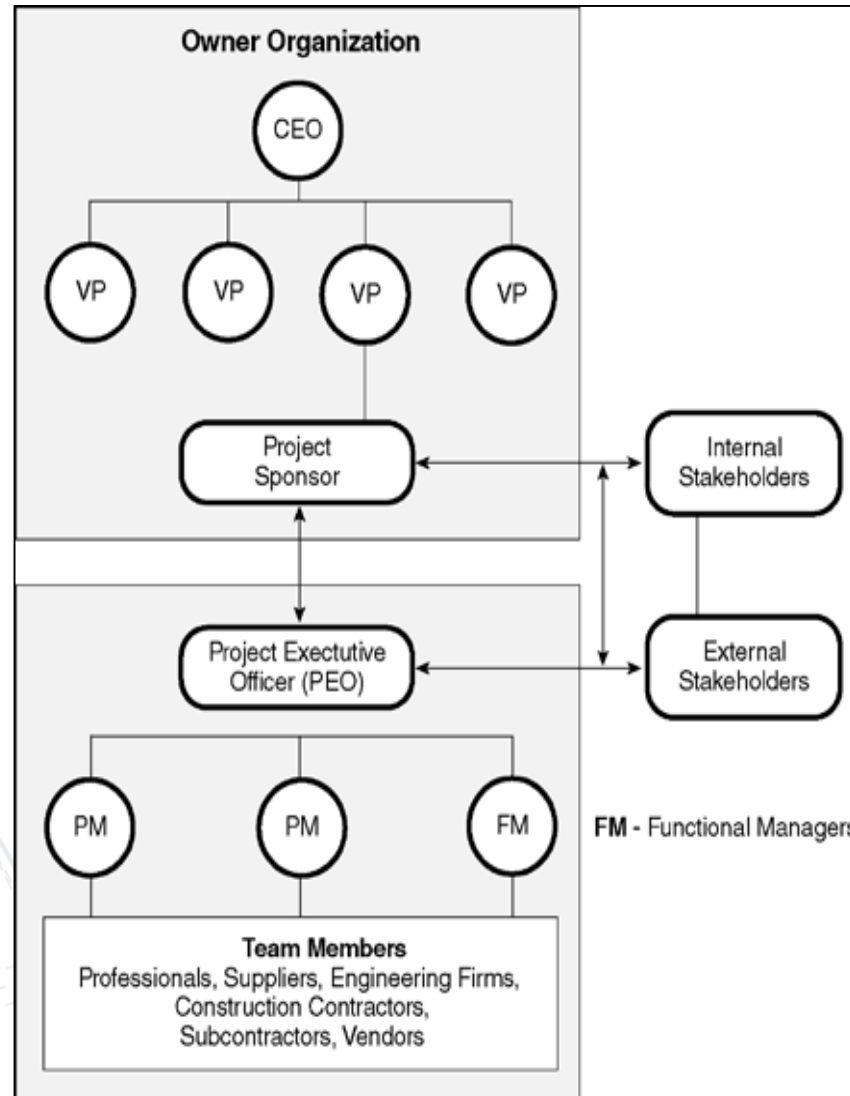 Owner Organization
CEO
VP
VP
VP
VP
Project
Sponsor
Internal
Stakeholders
Project Exectutive
Officer (PEO)
External
Stakeholders
PM
PM
FM
FM - Functional Managers
Team Members
Professionals, Suppliers, Engineering Firms,
Construction Contractors,
Subcontractors, Vendors